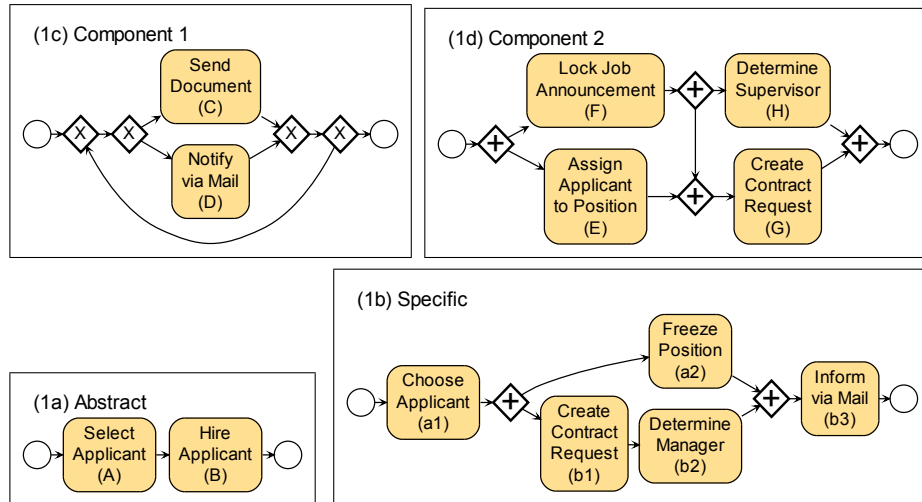 (1c) Component 1
Send
Document
(C)
X
X
X
X
Notify
via Mail
(D)
(1d) Component 2
Lock Job
Announcement
(F)
Determine
Supervisor
(H)
Assign
Applicant
to Position
(E)
Create
Contract
Request
(G)
(1a) Abstract
Select
Applicant
(A)
Hire
Applicant
(B)
(1b) Specific
Choose
Applicant
(a1)
Freeze
Position
(a2)
Create
Contract
Request
(b1)
Determine
Manager
(b2)
Inform
via Mail
(b3)